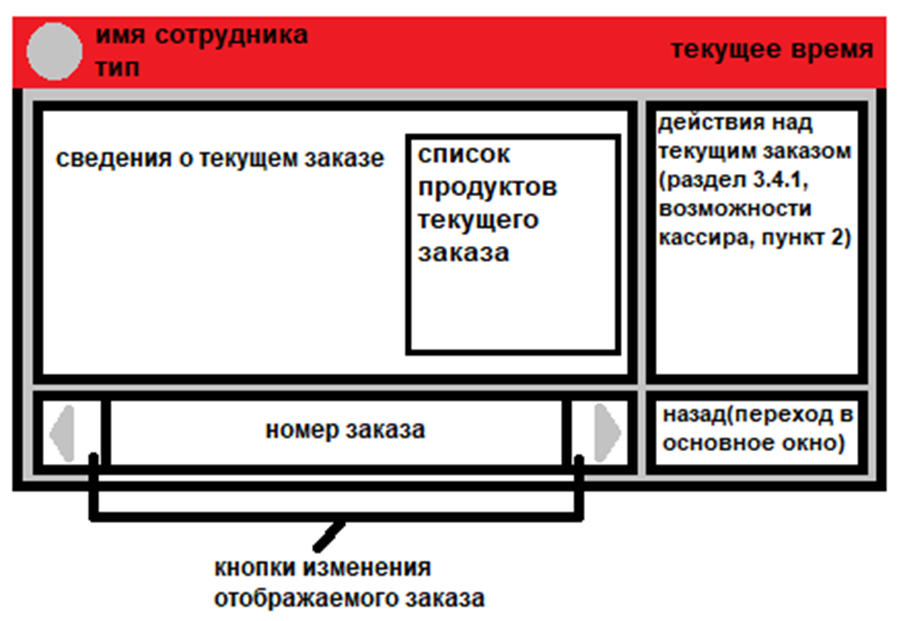 имя сотрудника
тип
текущее время
сведения о текущем заказе
список
продуктов
текущего
заказа
действия над
текущим заказом
(раздел 3.4.1,
возможности
кассира, пункт 2)
номер заказа
назад(переход в
основное окно)
кнопки изменения
отображаемого заказа